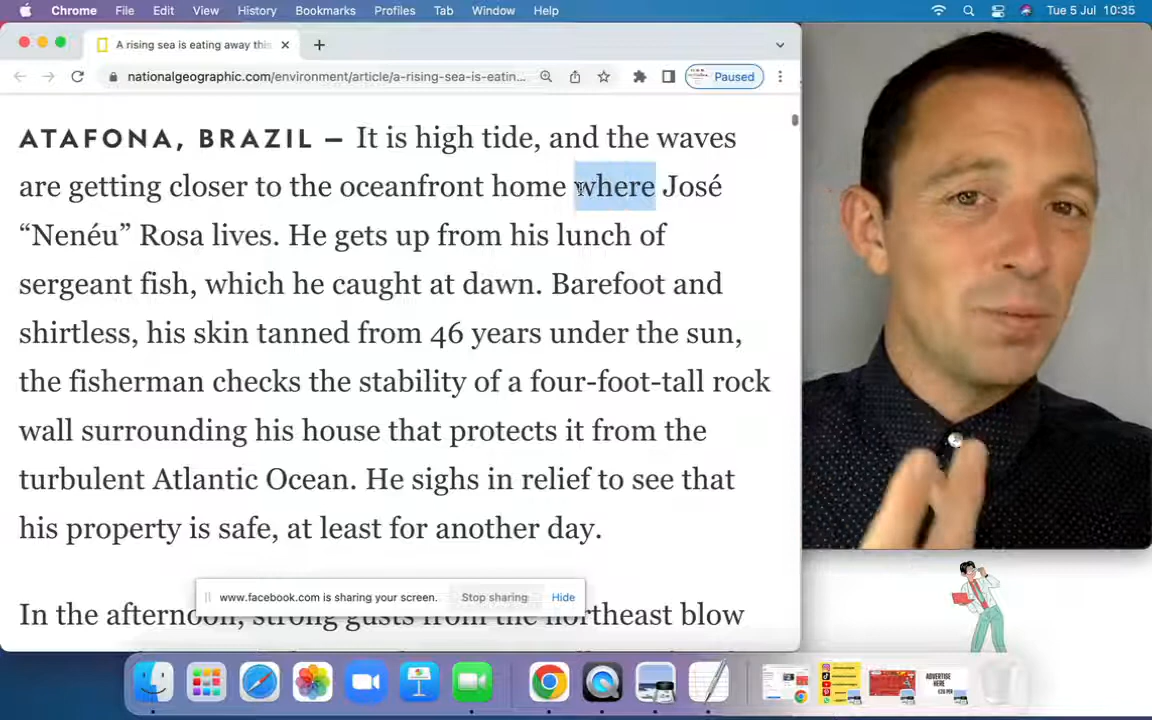 Chrome File Edit View History Bookmarks Profiles Tab Window Help Tue 5 Jul 10:35
A rising sea is eating away this
nationalgeographic.com/environment/article/a-rising-sea-is-eatin... Paused
ATAFONA, BRAZIL — It is high tide, and the waves
are getting closer to the oceanfront home where José
“Nenéu” Rosa lives. He gets up from his lunch of
sergeant fish, which he caught at dawn. Barefoot and
shirtless, his skin tanned from 46 years under the sun,
the fisherman checks the stability of a four-foot-tall rock
wall surrounding his house that protects it from the
turbulent Atlantic Ocean. He sighs in relief to see that
his property is safe, at least for another day.
www.facebook.com is sharing your screen. Stop sharing Hide
In the afternoon, strong gusts from the northeast blow
ADVERTISE
HERE